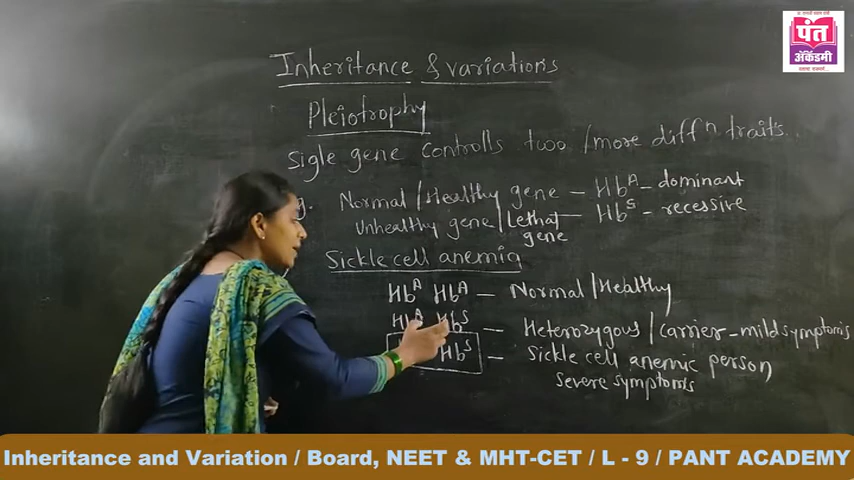 पंत
अॅकॅडमी
Inheritance & variations
Pleiotrophy
Sigle gene controlls two / more diffn traits.
g. Normal / Healthy gene – HbA – dominant
Unhealthy gene / Lethal – HbS – recessive
gene
Sickle cell anemia
HbA HbA – Normal / Healthy
HbA HbS – Heterozygous / carrier – mild symptoms
HbS – Sickle cell anemic person
severe symptoms
Inheritance and Variation / Board, NEET & MHT-CET / L - 9 / PANT ACADEMY